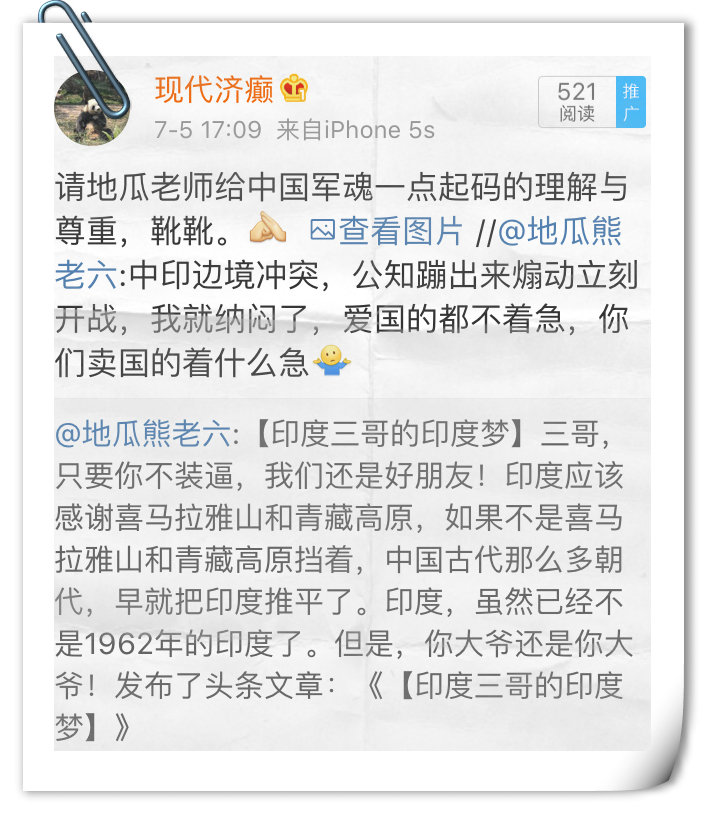 现代济癫
521
阅读
推广
7-5 17:09 来自iPhone 5s
请地瓜老师给中国军魂一点起码的理解与
尊重，靴靴。 查看图片 //@地瓜熊
老六:中印边境冲突，公知蹦出来煽动立刻
开战，我就纳闷了，爱国的都不着急，你
们卖国的着什么急
@地瓜熊老六:【印度三哥的印度梦】三哥，
只要你不装逼，我们还是好朋友！印度应该
感谢喜马拉雅山和青藏高原，如果不是喜马
拉雅山和青藏高原挡着，中国古代那么多朝
代，早就把印度推平了。印度，虽然已经不
是1962年的印度了。但是，你大爷还是你大
爷！发布了头条文章：《【印度三哥的印度
梦】》